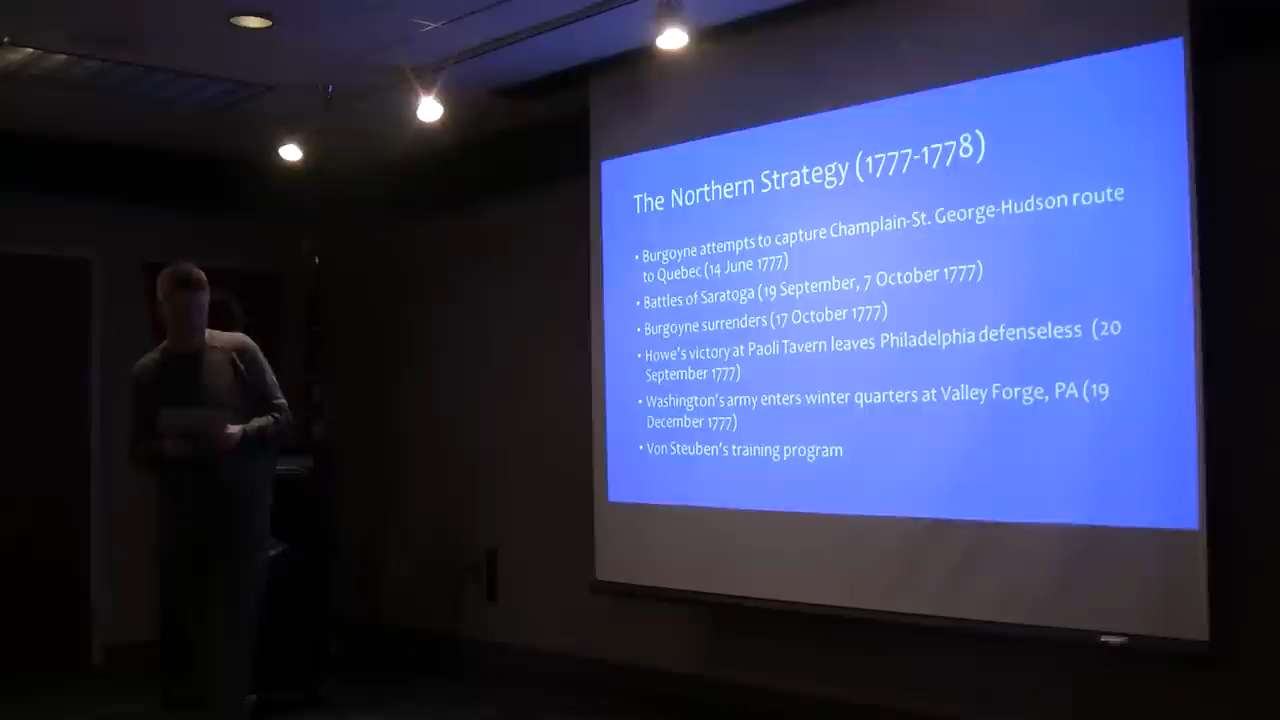 The Northern Strategy (1777-1778)
• Burgoyne attempts to capture Champlain-St. George-Hudson route
to Quebec (14 June 1777)
• Battles of Saratoga (19 September, 7 October 1777)
• Burgoyne surrenders (17 October 1777)
• Howe's victory at Paoli Tavern leaves Philadelphia defenseless (20
September 1777)
• Washington's army enters winter quarters at Valley Forge, PA (19
December 1777)
• Von Steuben's training program